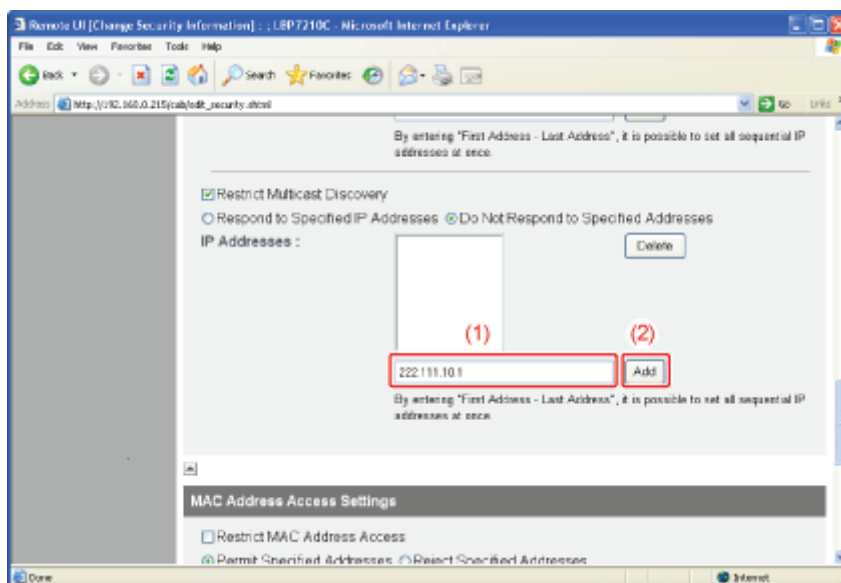 Remote UI [Change Security Information] : ; LBP7210C - Microsoft Internet Explorer
File Edit View Favorites Tools Help
Back Search Favorites
Address http://192.168.0.215/cab/edit_security.shtml Go Links
By entering "First Address - Last Address", it is possible to set all sequential IP
addresses at once.
Restrict Multicast Discovery
Respond to Specified IP Addresses Do Not Respond to Specified Addresses
IP Addresses :
Delete
(1) (2)
222.111.10.1 Add
By entering "First Address - Last Address", it is possible to set all sequential IP
addresses at once.
MAC Address Access Settings
Restrict MAC Address Access
Permit Specified Addresses Reject Specified Addresses
Done Internet